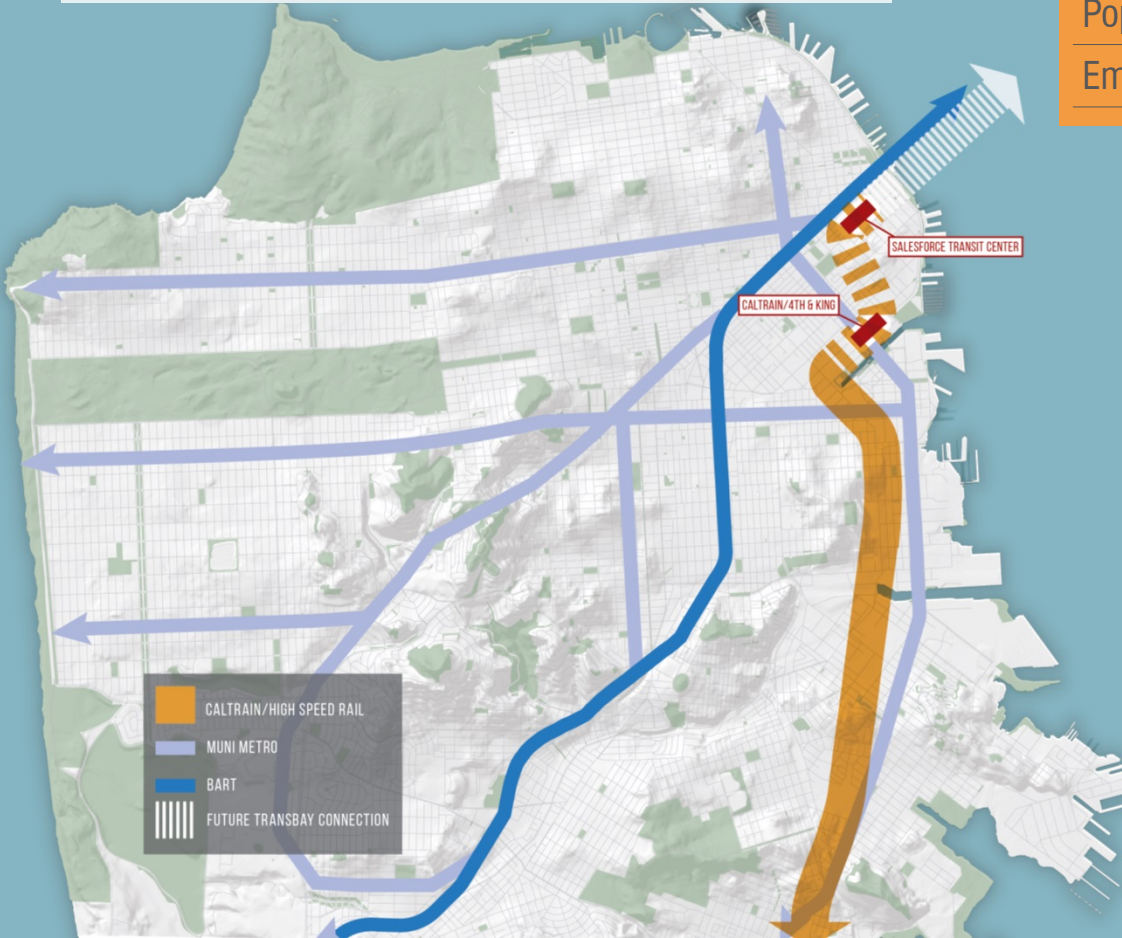 SALESFORCE TRANSIT CENTER
CALTRAIN/4TH & KING
CALTRAIN/HIGH SPEED RAIL
MUNI METRO
BART
FUTURE TRANSBAY CONNECTION